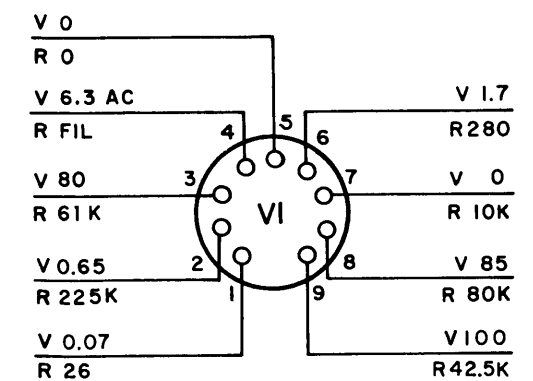 V 0
R 0
V 6.3 AC
R FIL
V 80
R 61K
V 0.65
R 225K
V 0.07
R 26
4
5
6
3
7
2
8
1
9
V1
V 1.7
R280
V 0
R 10K
V 85
R 80K
V100
R42.5K